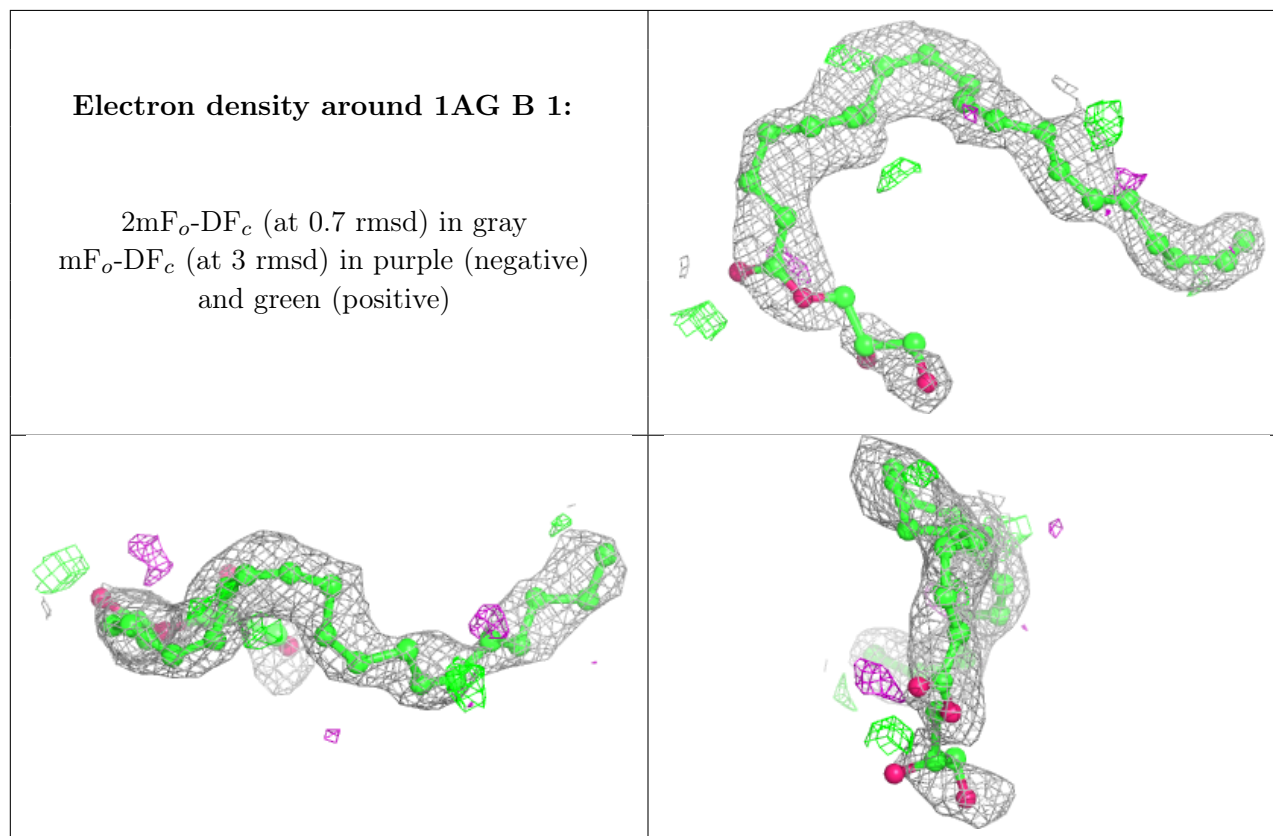 Electron density around 1AG B 1:
2mFo-DFc (at 0.7 rmsd) in gray
mFo-DFc (at 3 rmsd) in purple (negative)
and green (positive)